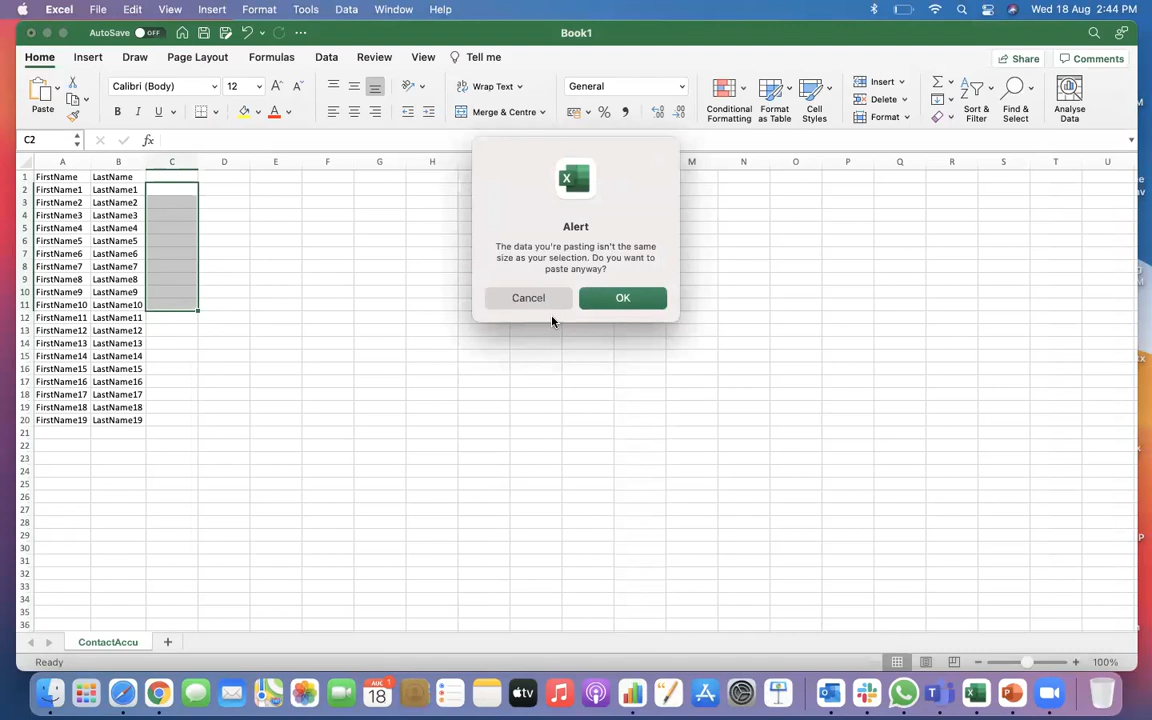 Excel File Edit View Insert Format Tools Data Window Help Wed 18 Aug 2:44 PM
AutoSave OFF Book1
Home Insert Draw Page Layout Formulas Data Review View Tell me Share Comments
Paste Calibri (Body) 12 Wrap Text General Conditional Formatting Format as Table Cell Styles Insert Sort & Filter Find & Select Analyse Data
Delete
B I U Merge & Centre Format
C2 fx
A B C D E F G H M N O P Q R S T U
1 FirstName LastName
2 FirstName1 LastName1
3 FirstName2 LastName2
4 FirstName3 LastName3
5 FirstName4 LastName4
6 FirstName5 LastName5
7 FirstName6 LastName6
8 FirstName7 LastName7
9 FirstName8 LastName8
10 FirstName9 LastName9
11 FirstName10 LastName10
12 FirstName11 LastName11
13 FirstName12 LastName12
14 FirstName13 LastName13
15 FirstName14 LastName14
16 FirstName15 LastName15
17 FirstName16 LastName16
18 FirstName17 LastName17
19 FirstName18 LastName18
20 FirstName19 LastName19
21
22
23
24
25
26
27
28
29
30
31
32
33
34
35
36
Alert
The data you're pasting isn't the same
size as your selection. Do you want to
paste anyway?
Cancel OK
ContactAccu
Ready 100%
AUG 1
18
tv